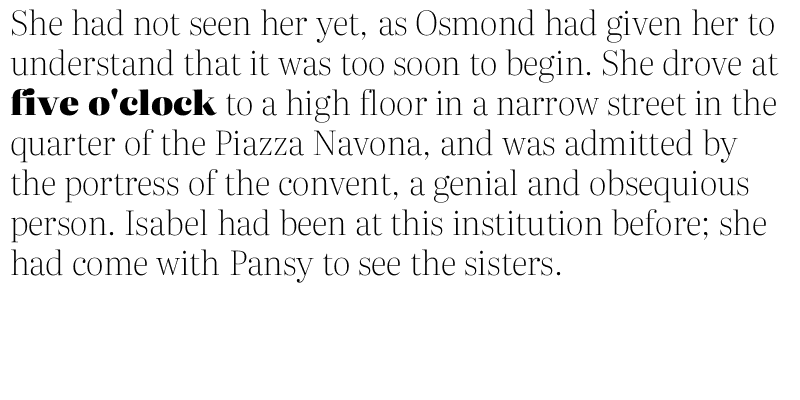 She had not seen her yet, as Osmond had given her to
understand that it was too soon to begin. She drove at
five o'clock to a high floor in a narrow street in the
quarter of the Piazza Navona, and was admitted by
the portress of the convent, a genial and obsequious
person. Isabel had been at this institution before; she
had come with Pansy to see the sisters.